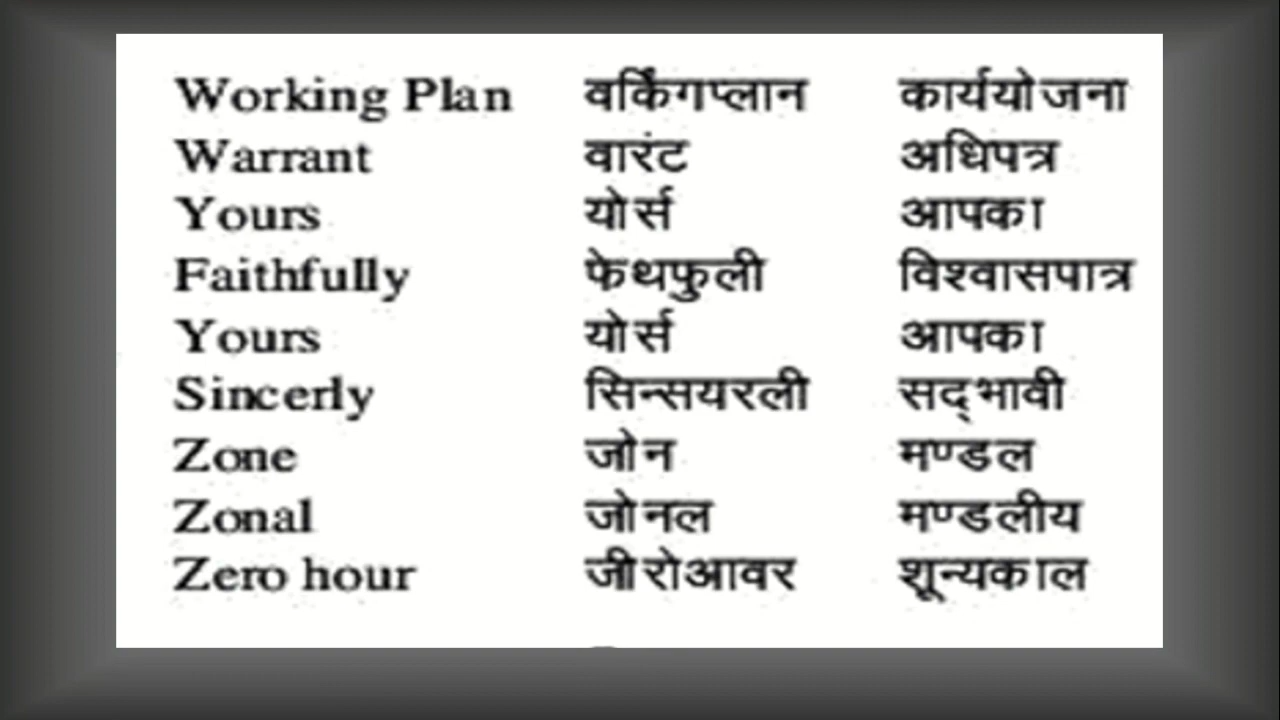 Working Plan वर्किंगप्लान कार्ययोजना
Warrant वारंट अधिपत्र
Yours योर्स आपका
Faithfully फेथफुली विश्वासपात्र
Yours योर्स आपका
Sincerly सिन्सयरली सद्‌भावी
Zone जोन मण्डल
Zonal जोनल मण्डलीय
Zero hour जीरोआवर शून्यकाल